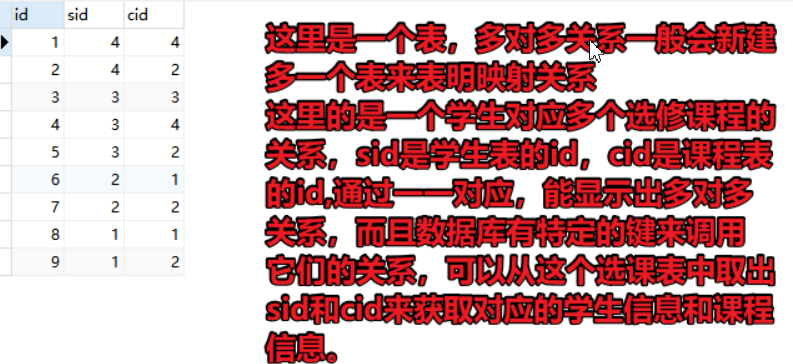 id sid cid
1 4 4
2 4 2
3 3 3
4 3 4
5 3 2
6 2 1
7 2 2
8 1 1
9 1 2
这里是一个表，多对多关系一般会新建
多一个表来表明映射关系
这里的是一个学生对应多个选修课程的
关系，sid是学生表的id，cid是课程表
的id,通过一一对应，能显示出多对多
关系，而且数据库有特定的键来调用
它们的关系，可以从这个选课表中取出
sid和cid来获取对应的学生信息和课程
信息。